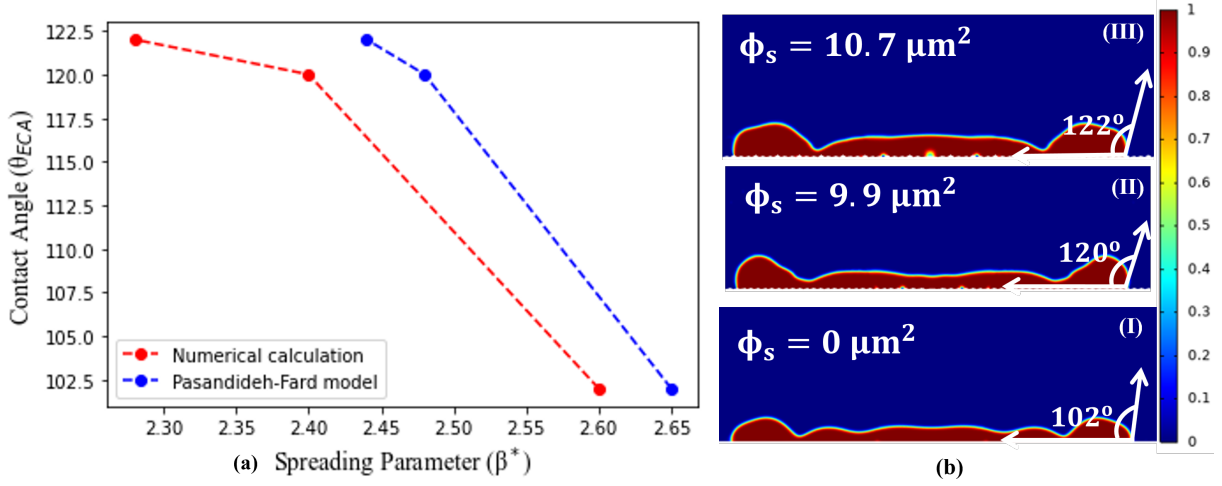 122.5
120.0
117.5
115.0
112.5
110.0
107.5
105.0
102.5
Contact Angle (θECA)
Numerical calculation
Pasandideh-Fard model
2.30 2.35 2.40 2.45 2.50 2.55 2.60 2.65
(a) Spreading Parameter (β*)
ϕs = 10.7 μm²
(III)
122°
ϕs = 9.9 μm²
(II)
120°
ϕs = 0 μm²
(I)
102°
(b)
1
0.9
0.8
0.7
0.6
0.5
0.4
0.3
0.2
0.1
0